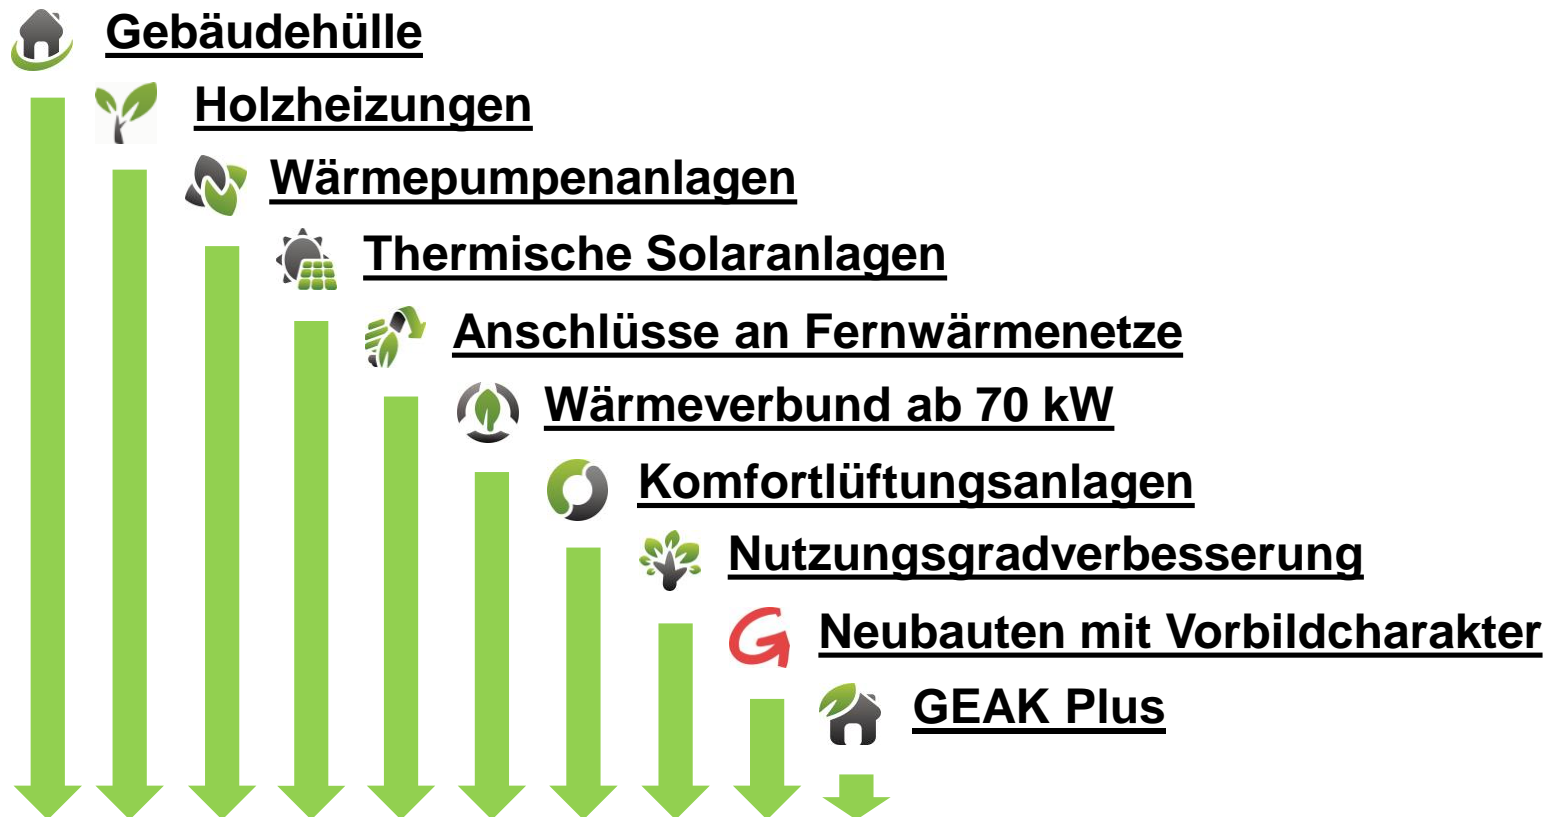 Gebäudehülle
Holzheizungen
Wärmepumpenanlagen
Thermische Solaranlagen
Anschlüsse an Fernwärmenetze
Wärmeverbund ab 70 kW
Komfortlüftungsanlagen
Nutzungsgradverbesserung
Neubauten mit Vorbildcharakter
GEAK Plus